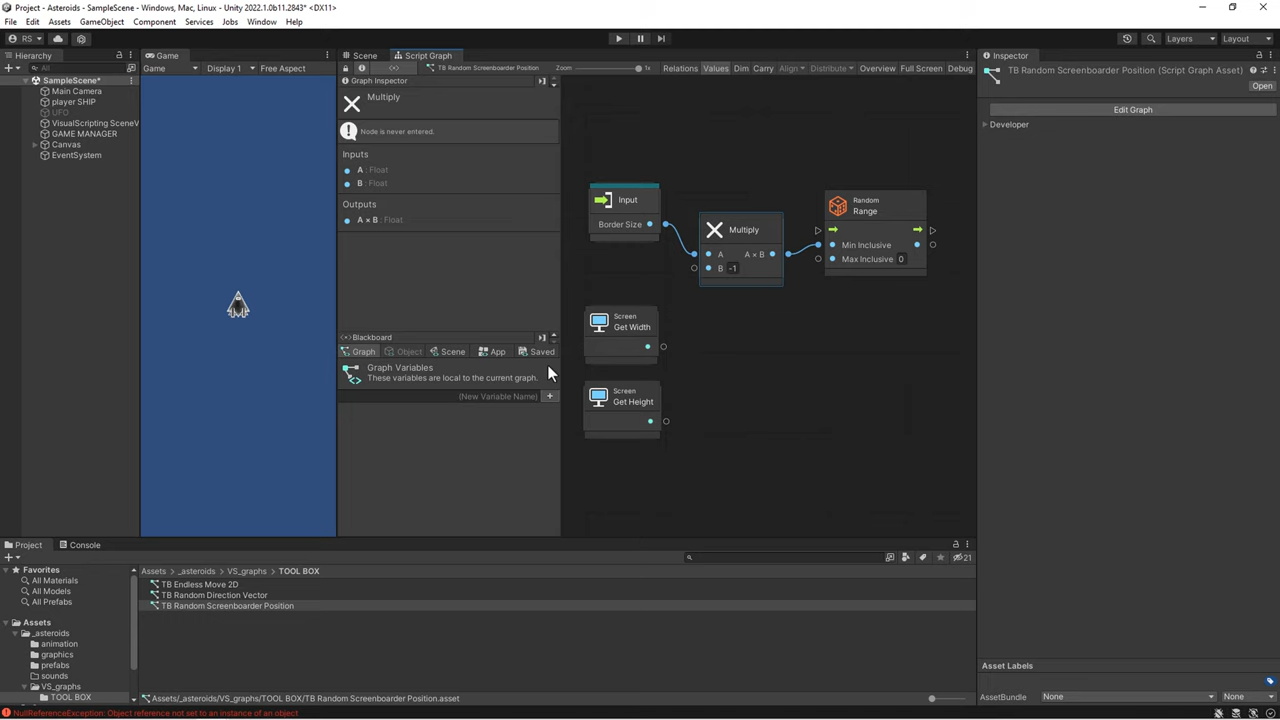 Project - Asteroids - SampleScene - Windows, Mac, Linux - Unity 2022.1.0b11.2843* <DX11>
File Edit Assets GameObject Component Services Jobs Window Help
RS Layers Layout
Hierarchy Game Scene Script Graph Inspector
All Game Display 1 Free Aspect TB Random Screenboarder Position 1x Relations Values Dim Carry Align Distribute Overview Full Screen Debug
TB Random Screenboarder Position (Script Graph Asset)
Open
SampleScene*
Main Camera
player SHIP
UFO
VisualScripting SceneV
GAME MANAGER
Canvas
EventSystem
Graph Inspector
Multiply
Node is never entered.
Inputs
A : Float
B : Float
Outputs
A × B : Float
Blackboard
Graph Object Scene App Saved
Graph Variables
These variables are local to the current graph.
(New Variable Name)
Input
Border Size
Multiply
A A × B
B -1
Random
Range
Min Inclusive
Max Inclusive 0
Screen
Get Width
Screen
Get Height
Edit Graph
Developer
Project Console
21
Favorites
All Materials
All Models
All Prefabs
Assets
_asteroids
animation
graphics
prefabs
sounds
VS_graphs
TOOL BOX
Assets > _asteroids > VS_graphs > TOOL BOX
TB Endless Move 2D
TB Random Direction Vector
TB Random Screenboarder Position
Assets/_asteroids/VS_graphs/TOOL BOX/TB Random Screenboarder Position.asset
Asset Labels
AssetBundle None None
NullReferenceException: Object reference not set to an instance of an object